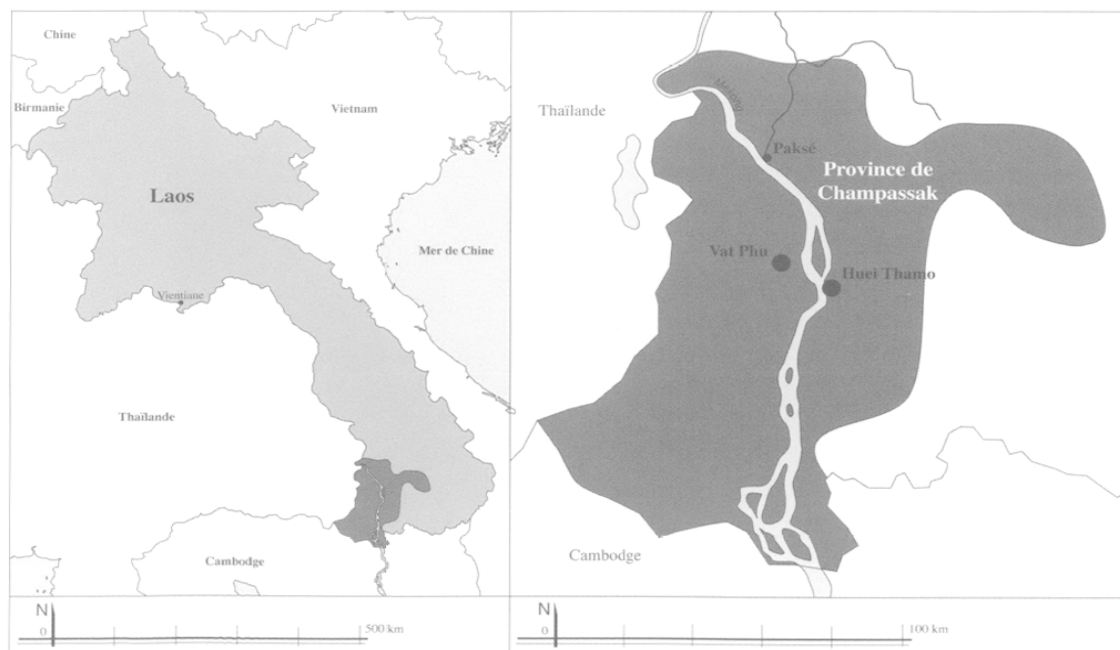 Chine
Birmanie
Vietnam
Laos
Mer de Chine
Vientiane
Thaïlande
Cambodge
N
0
500 km
Mékong
Thaïlande
Paksé
Province de
Champassak
Vat Phu
Huei Thamo
Cambodge
N
0
100 km